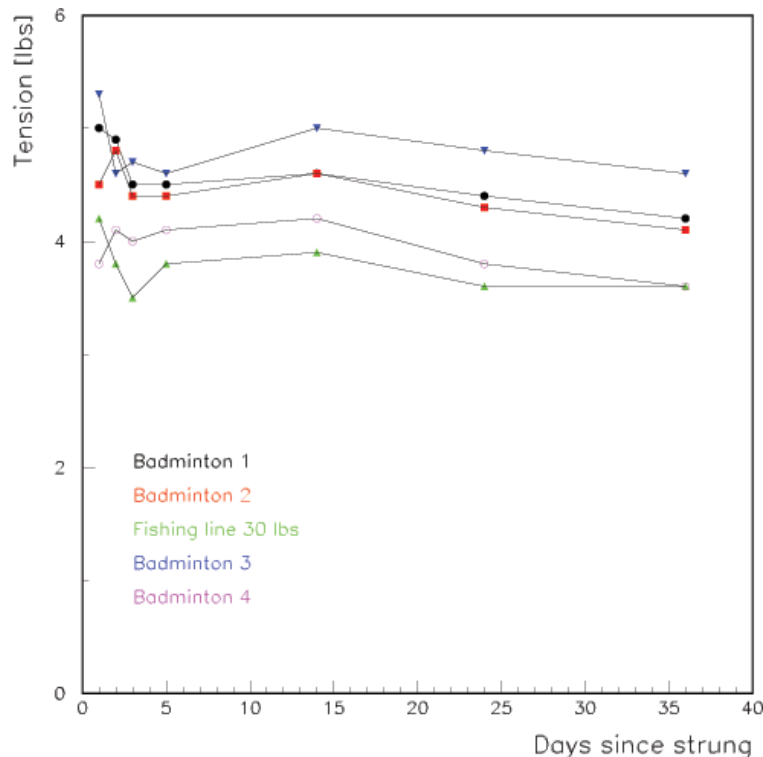 Tension [lbs]
6
4
2
0
Badminton 1
Badminton 2
Fishing line 30 lbs
Badminton 3
Badminton 4
0 5 10 15 20 25 30 35 40
Days since strung